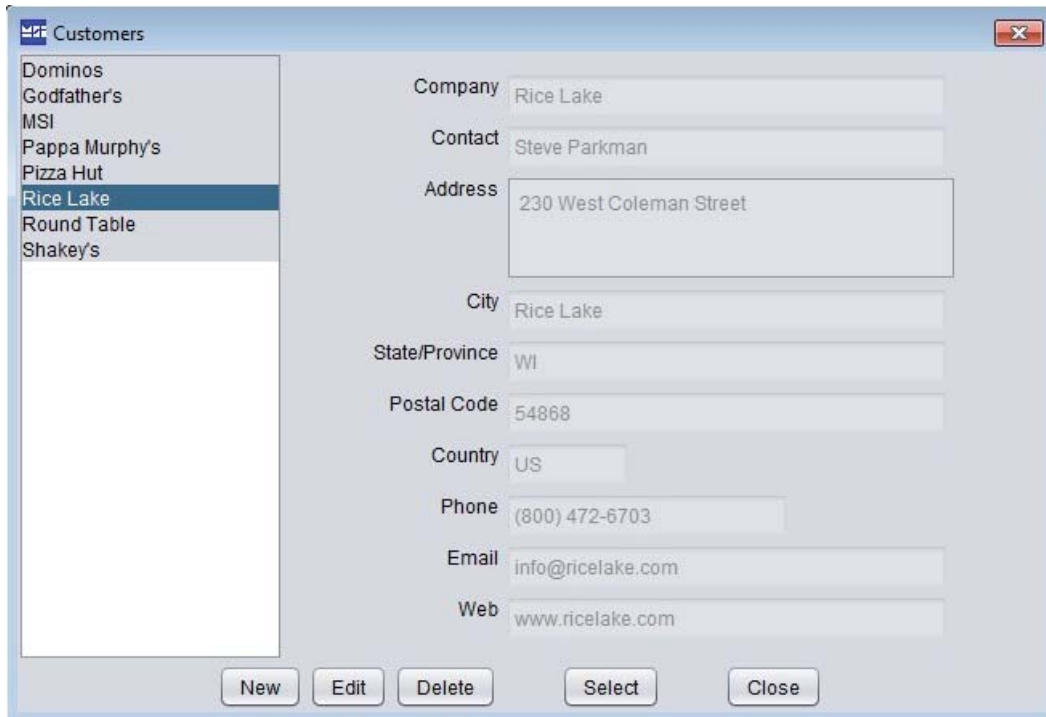 Customers
Dominos
Godfather's
MSI
Pappa Murphy's
Pizza Hut
Rice Lake
Round Table
Shakey's
Company Rice Lake
Contact Steve Parkman
Address 230 West Coleman Street
City Rice Lake
State/Province WI
Postal Code 54868
Country US
Phone (800) 472-6703
Email info@ricelake.com
Web www.ricelake.com
New Edit Delete Select Close